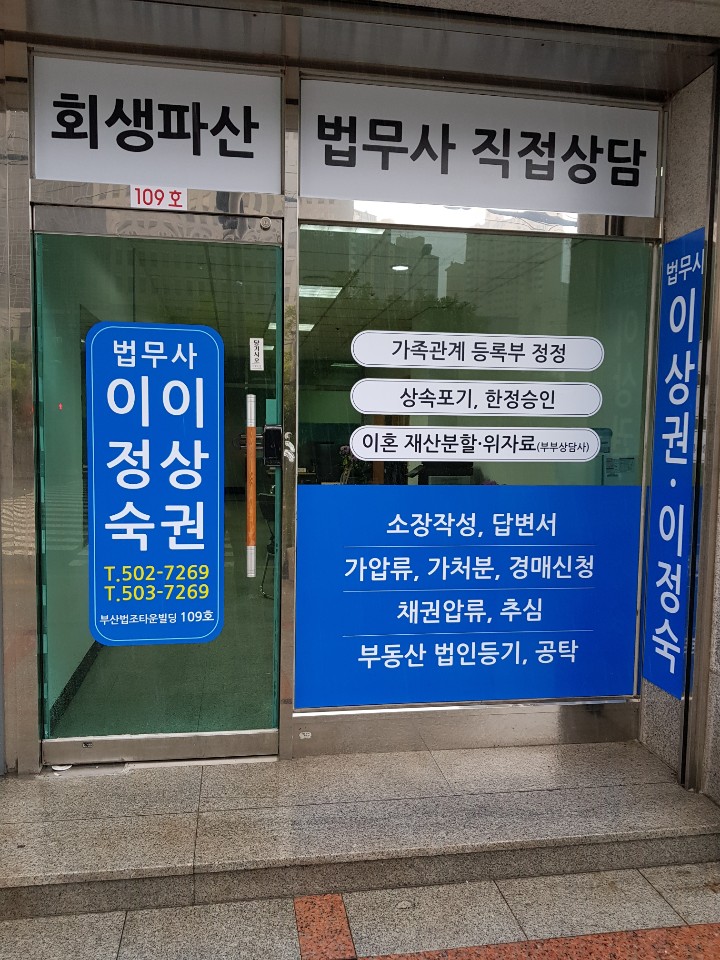 회생파산
법무사 직접상담
109호
법무사
이상권
이정숙
T.502-7269
T.503-7269
부산법조타운빌딩 109호
당기시오
가족관계 등록부 정정
상속포기, 한정승인
이혼 재산분할·위자료(부부상담사)
소장작성, 답변서
가압류, 가처분, 경매신청
채권압류, 추심
부동산 법인등기, 공탁
법무사
이상권·이정숙